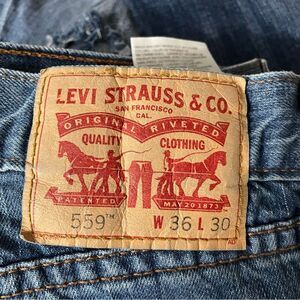 LEVI STRAUSS & CO.
SAN FRANCISCO
CAL.
ORIGINAL RIVETED
QUALITY CLOTHING
PATENTED MAY 20 1873
559™ W 36 L 30